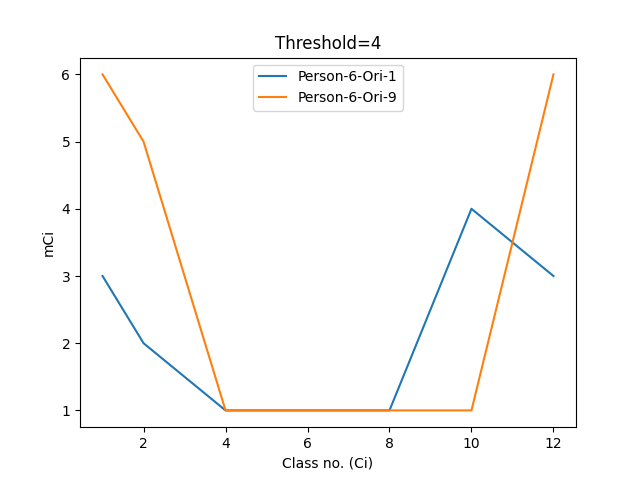 Threshold=4
Person-6-Ori-1
Person-6-Ori-9
6
5
4
3
2
1
mCi
2 4 6 8 10 12
Class no. (Ci)